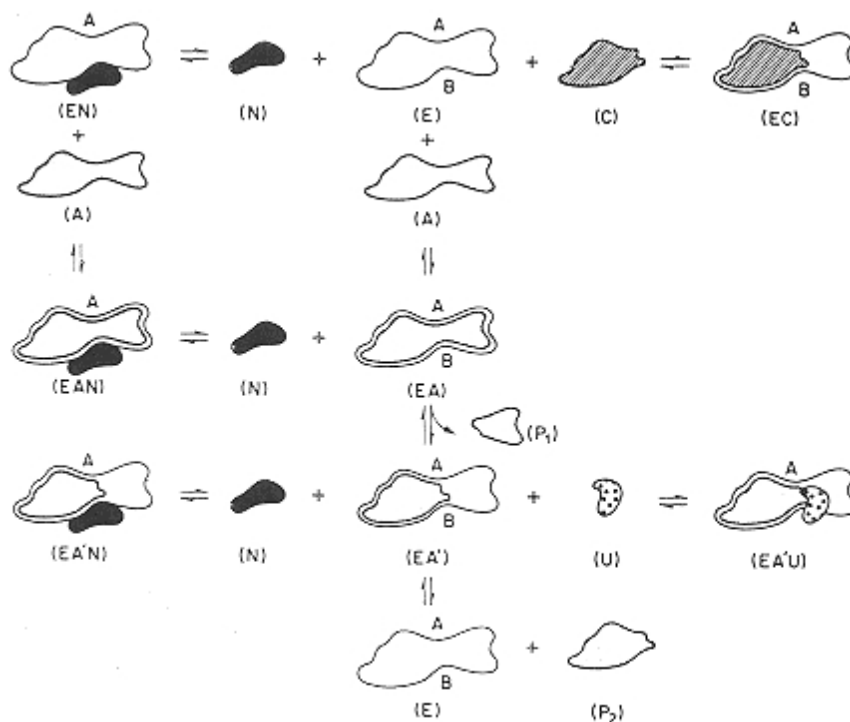 A A A
B B
(EN) (N) (E) (C) (EC)
+ + + +
(A) (A)
A A
B
(EAN) (N) + (EA)
(P₁)
A A A
B
(EA'N) (N) + (EA') + (U) (EA'U)
A
B
(E) + (P₂)